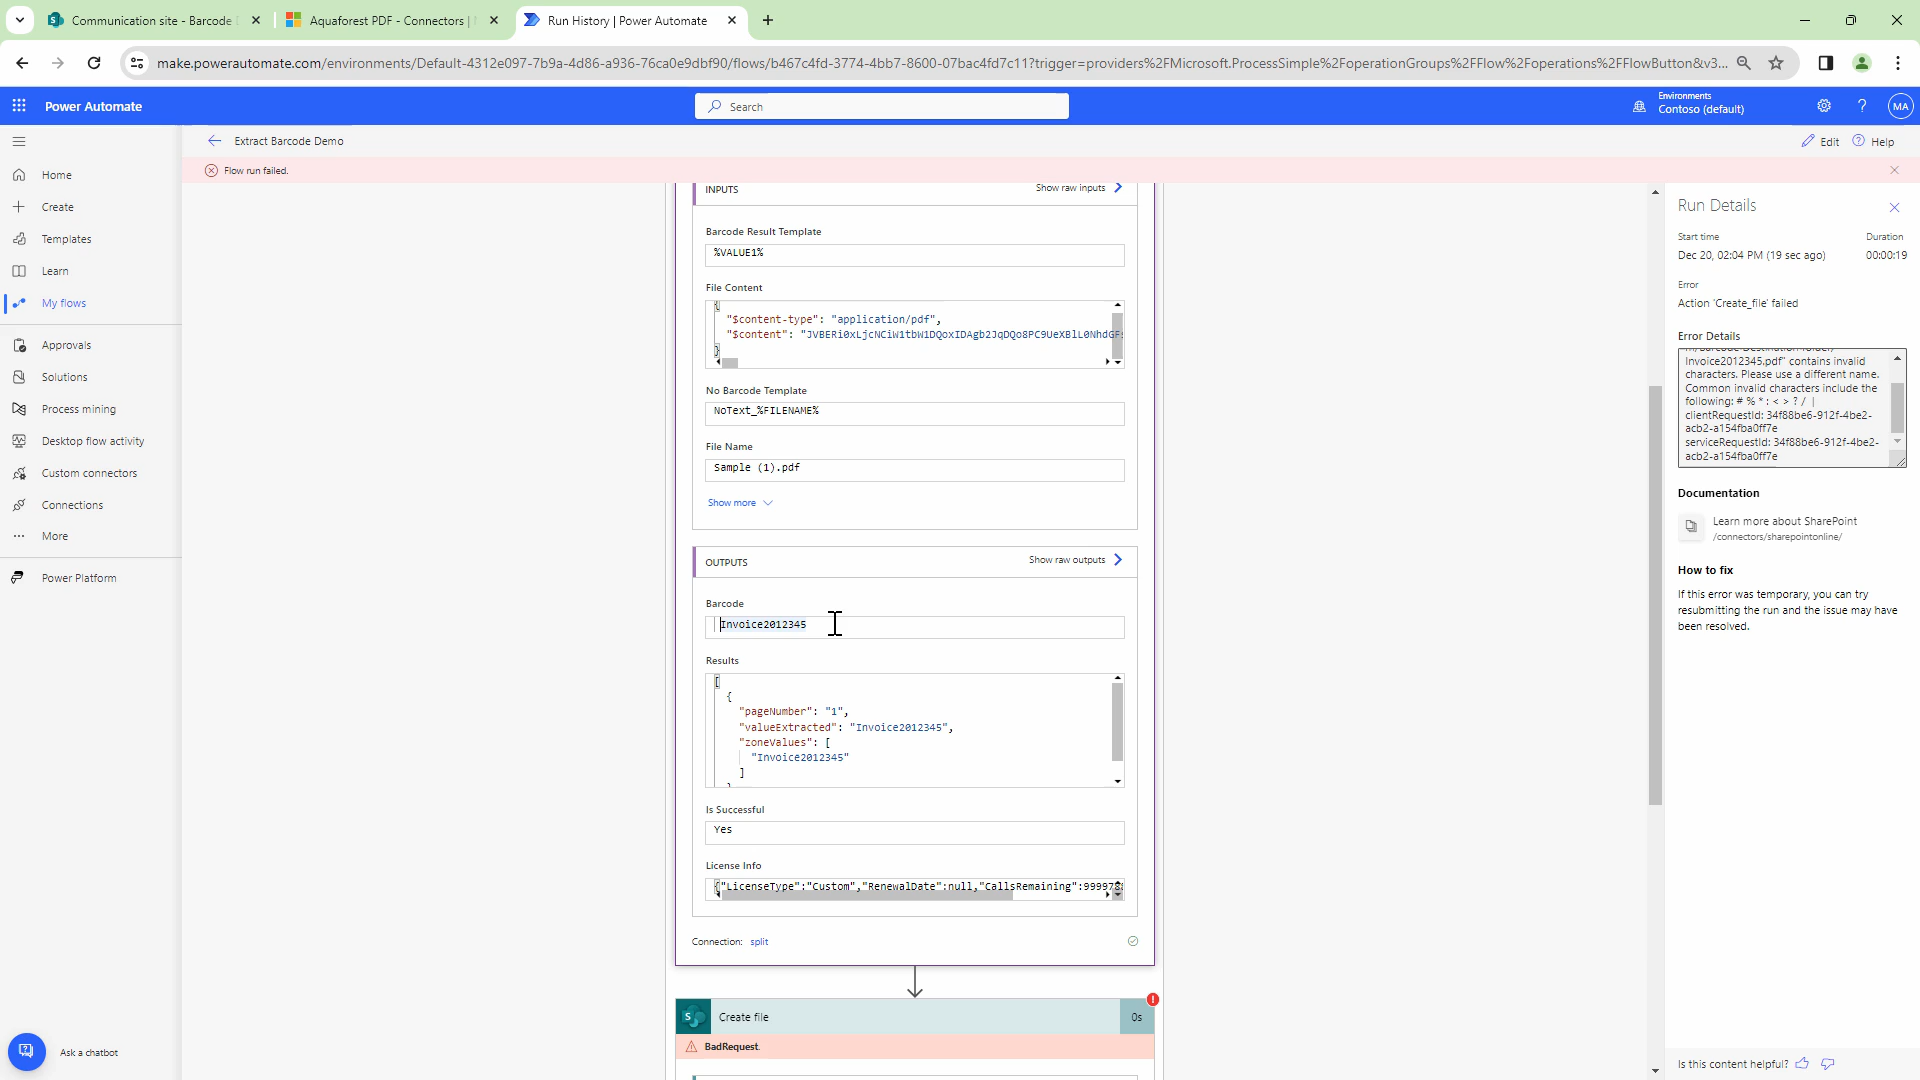 Communication site - Barcode
Aquaforest PDF - Connectors |
Run History | Power Automate
make.powerautomate.com/environments/Default-4312e097-7b9a-4d86-a936-76ca0e9dbf90/flows/b467c4fd-3774-4bb7-8600-07bac4fd7c11?trigger=providers%2FMicrosoft.ProcessSimple%2FoperationGroups%2FFlow%2Foperations%2FFlowButton&v3...
Power Automate
Search
Environments
Contoso (default)
?
MA
Extract Barcode Demo
Edit
Help
Flow run failed.
Home
Create
Templates
Learn
My flows
Approvals
Solutions
Process mining
Desktop flow activity
Custom connectors
Connections
More
Power Platform
Ask a chatbot
INPUTS
Show raw inputs
Barcode Result Template
%VALUE1%
File Content
{
"$content-type": "application/pdf",
"$content": "JVBERi0xLjcNCiW1tbW1DQoxIDAgb2JqDQo8PC9UeXBlL0NhdGF
}
No Barcode Template
NoText_%FILENAME%
File Name
Sample (1).pdf
Show more
OUTPUTS
Show raw outputs
Barcode
Invoice2012345
Results
[
{
"pageNumber": "1",
"valueExtracted": "Invoice2012345",
"zoneValues": [
"Invoice2012345"
]
Is Successful
Yes
License Info
{"LicenseType":"Custom","RenewalDate":null,"CallsRemaining":99997
Connection: split
Create file
0s
BadRequest.
Run Details
Start time
Duration
Dec 20, 02:04 PM (19 sec ago)
00:00:19
Error
Action 'Create_file' failed
Error Details
Invoice2012345.pdf" contains invalid
characters. Please use a different name.
Common invalid characters include the
following: # % * : < > ? / |
clientRequestId: 34f88be6-912f-4be2-
acb2-a154fba0ff7e
serviceRequestId: 34f88be6-912f-4be2-
acb2-a154fba0ff7e
Documentation
Learn more about SharePoint
/connectors/sharepointonline/
How to fix
If this error was temporary, you can try
resubmitting the run and the issue may have
been resolved.
Is this content helpful?